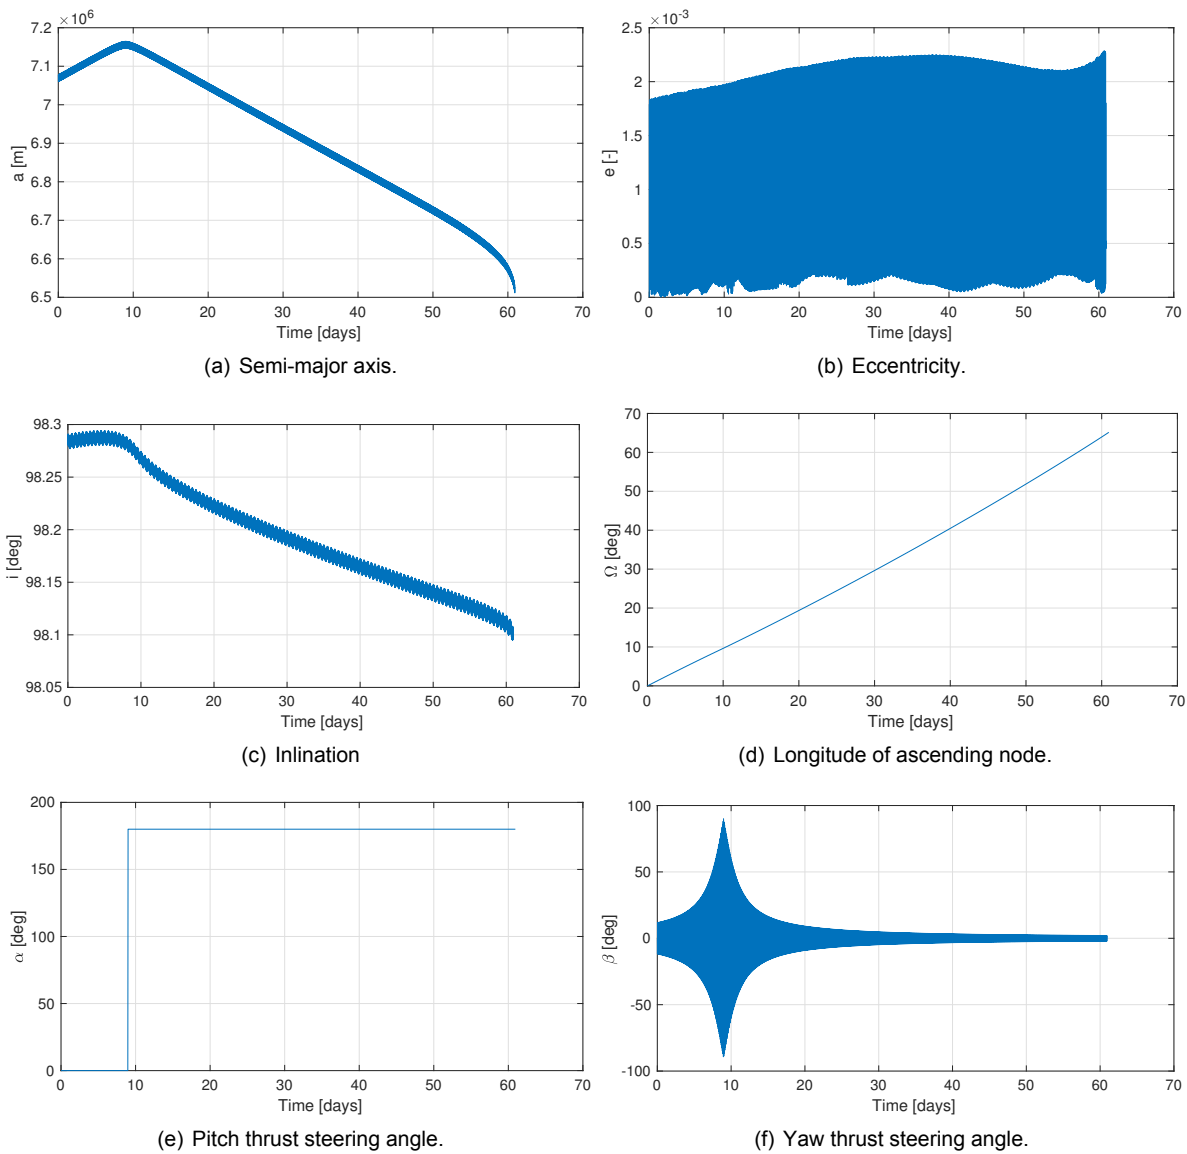 ×10^6
7.2
7.1
7
6.9
6.8
6.7
6.6
6.5
a [m]
0 10 20 30 40 50 60 70
Time [days]
(a) Semi-major axis.
×10^-3
2.5
2
1.5
1
0.5
0
e [-]
0 10 20 30 40 50 60 70
Time [days]
(b) Eccentricity.
98.3
98.25
98.2
98.15
98.1
98.05
i [deg]
0 10 20 30 40 50 60 70
Time [days]
(c) Inlination
70
60
50
40
30
20
10
0
Ω [deg]
0 10 20 30 40 50 60 70
Time [days]
(d) Longitude of ascending node.
200
150
100
50
0
α [deg]
0 10 20 30 40 50 60 70
Time [days]
(e) Pitch thrust steering angle.
100
50
0
-50
-100
β [deg]
0 10 20 30 40 50 60 70
Time [days]
(f) Yaw thrust steering angle.